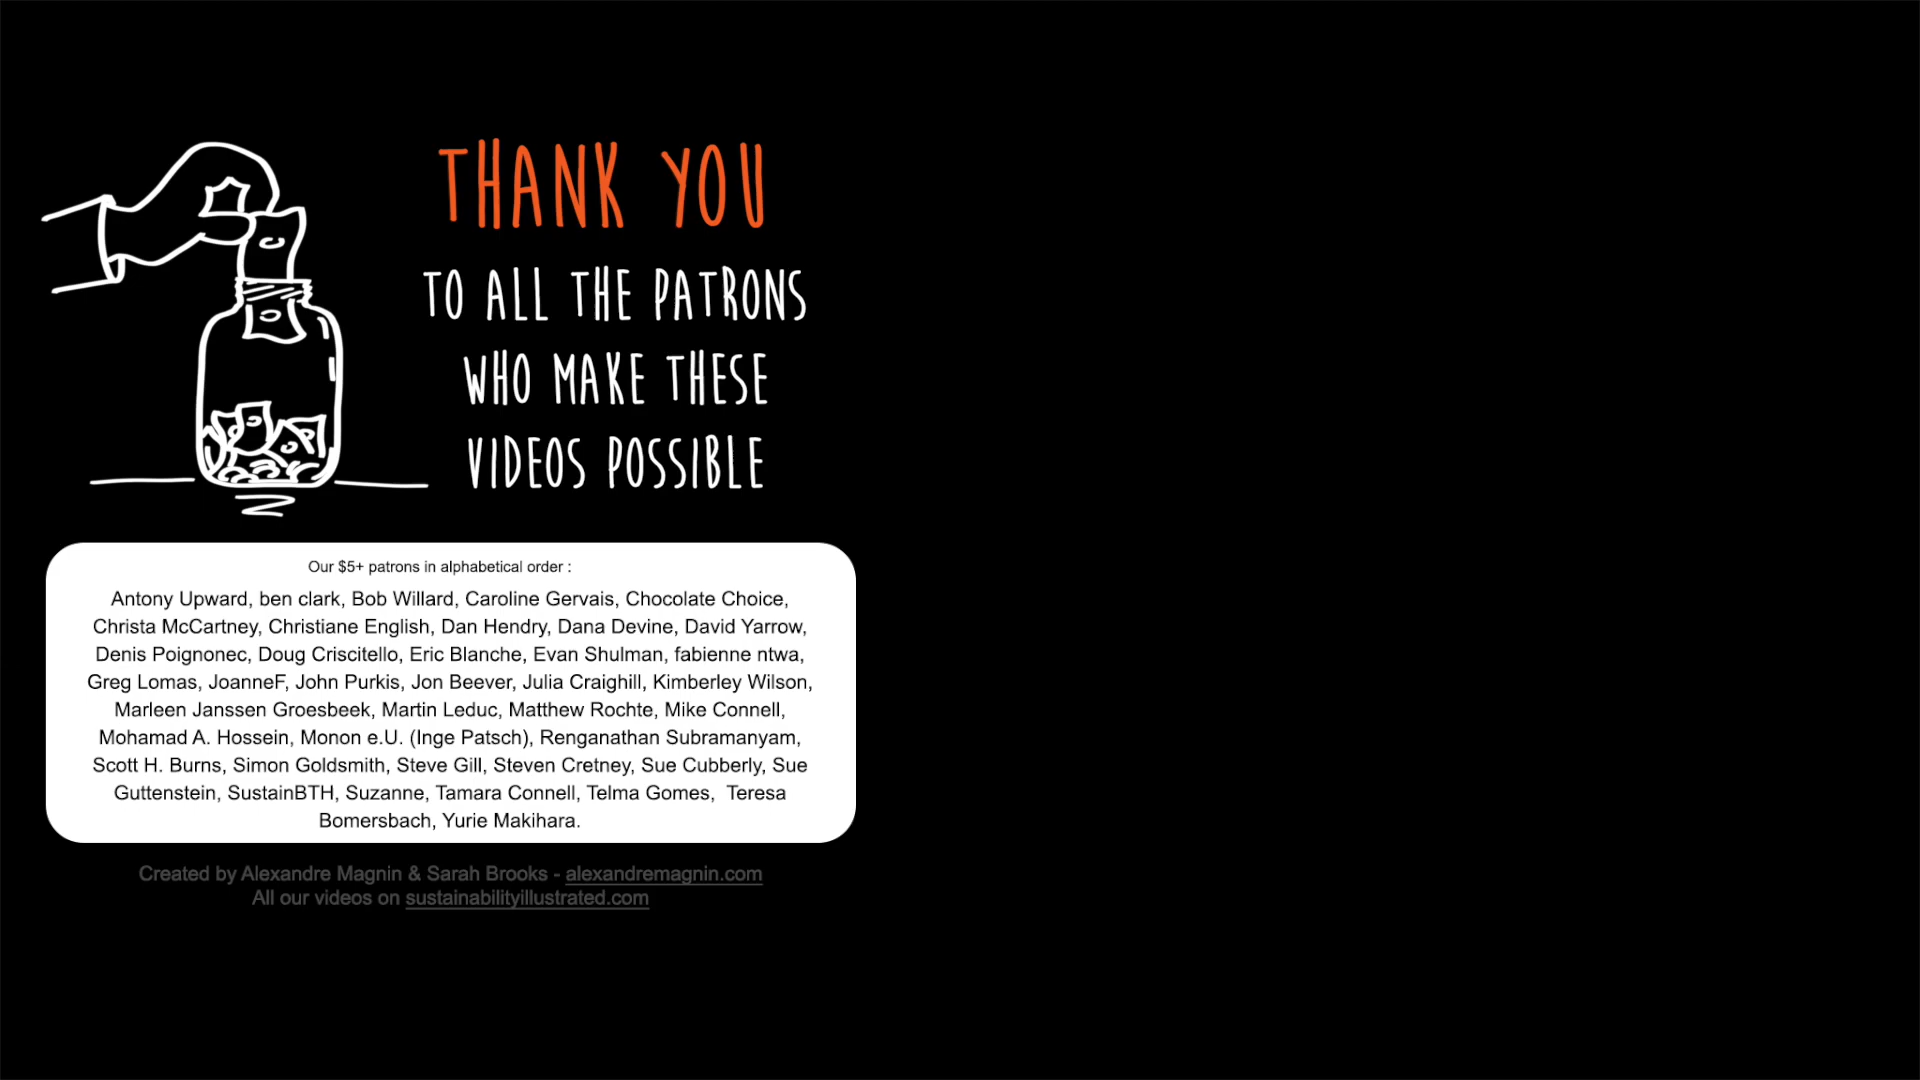 THANK YOU
TO ALL THE PATRONS
WHO MAKE THESE
VIDEOS POSSIBLE
Our $5+ patrons in alphabetical order :
Antony Upward, ben clark, Bob Willard, Caroline Gervais, Chocolate Choice,
Christa McCartney, Christiane English, Dan Hendry, Dana Devine, David Yarrow,
Denis Poignonec, Doug Criscitello, Eric Blanche, Evan Shulman, fabienne ntwa,
Greg Lomas, JoanneF, John Purkis, Jon Beever, Julia Craighill, Kimberley Wilson,
Marleen Janssen Groesbeek, Martin Leduc, Matthew Rochte, Mike Connell,
Mohamad A. Hossein, Monon e.U. (Inge Patsch), Renganathan Subramanyam,
Scott H. Burns, Simon Goldsmith, Steve Gill, Steven Cretney, Sue Cubberly, Sue
Guttenstein, SustainBTH, Suzanne, Tamara Connell, Telma Gomes,  Teresa
Bomersbach, Yurie Makihara.
Created by Alexandre Magnin & Sarah Brooks - alexandremagnin.com
All our videos on sustainabilityillustrated.com